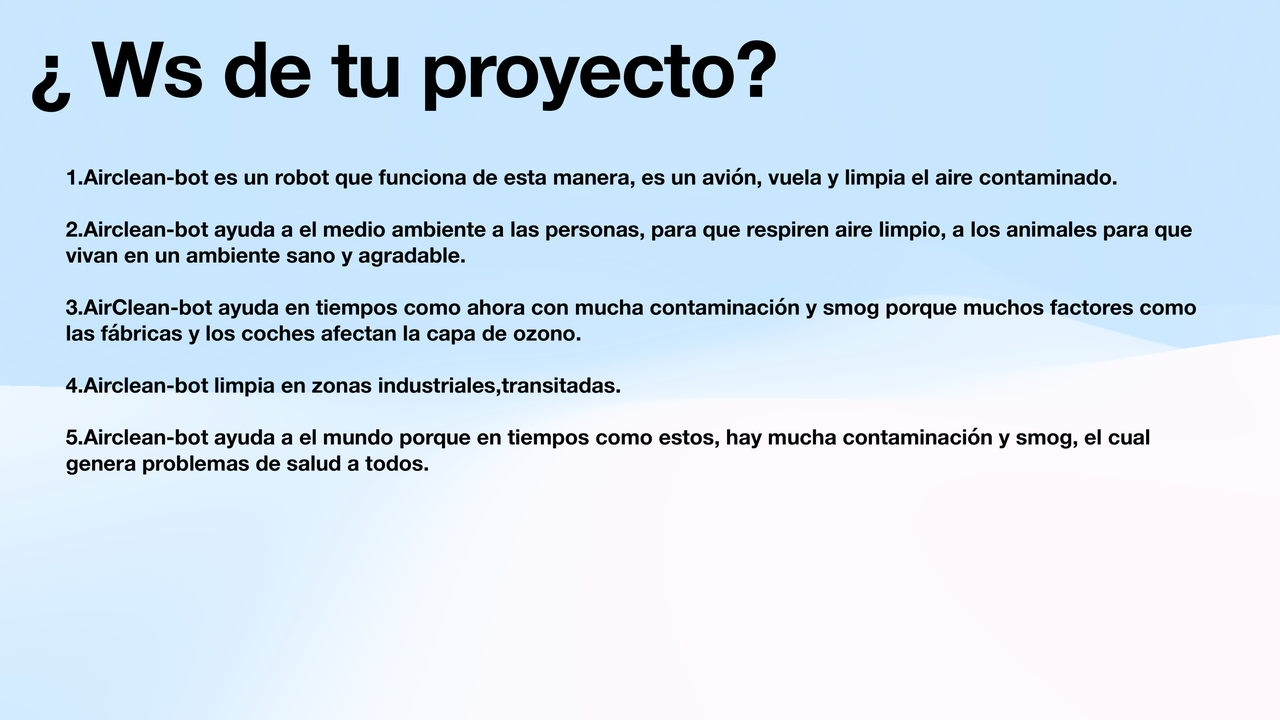 ¿ Ws de tu proyecto?
1.Airclean-bot es un robot que funciona de esta manera, es un avión, vuela y limpia el aire contaminado.
2.Airclean-bot ayuda a el medio ambiente a las personas, para que respiren aire limpio, a los animales para que
vivan en un ambiente sano y agradable.
3.AirClean-bot ayuda en tiempos como ahora con mucha contaminación y smog porque muchos factores como
las fábricas y los coches afectan la capa de ozono.
4.Airclean-bot limpia en zonas industriales,transitadas.
5.Airclean-bot ayuda a el mundo porque en tiempos como estos, hay mucha contaminación y smog, el cual
genera problemas de salud a todos.